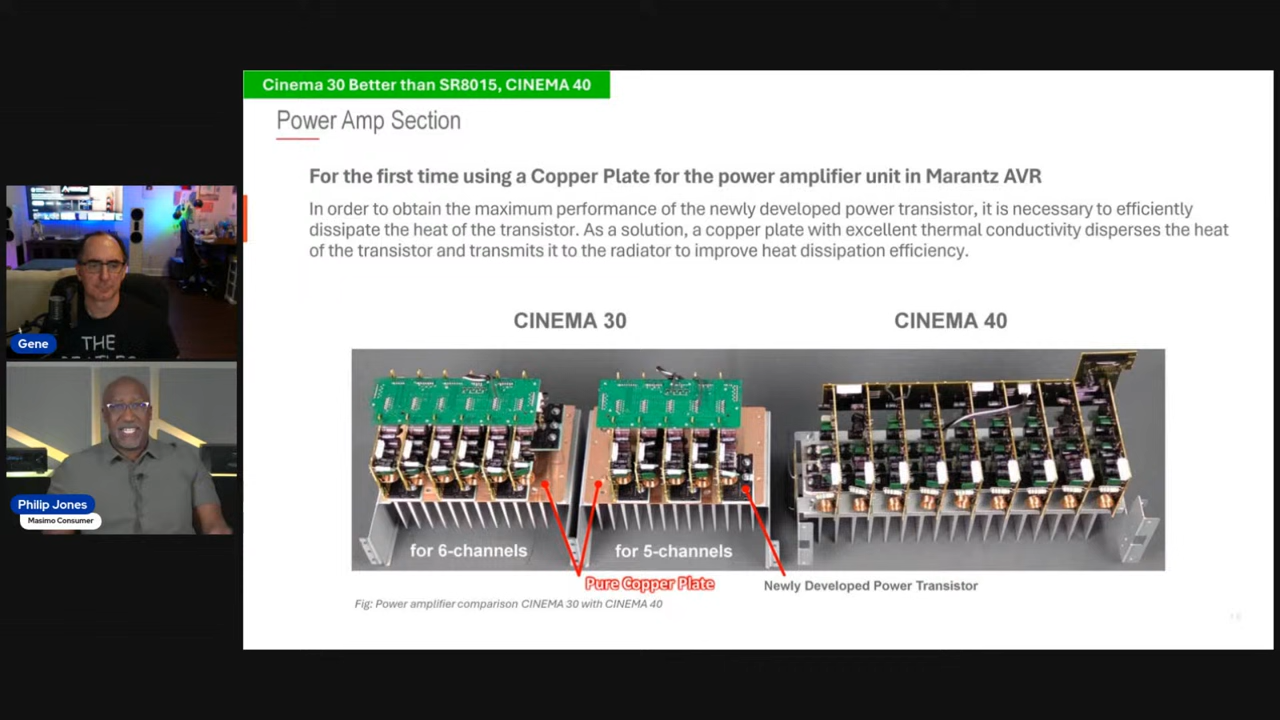 Cinema 30 Better than SR8015, CINEMA 40
Power Amp Section
For the first time using a Copper Plate for the power amplifier unit in Marantz AVR
In order to obtain the maximum performance of the newly developed power transistor, it is necessary to efficiently
dissipate the heat of the transistor. As a solution, a copper plate with excellent thermal conductivity disperses the heat
of the transistor and transmits it to the radiator to improve heat dissipation efficiency.
CINEMA 30
CINEMA 40
for 6-channels
for 5-channels
Pure Copper Plate
Newly Developed Power Transistor
Fig: Power amplifier comparison CINEMA 30 with CINEMA 40
Gene
THE
Philip Jones
Masimo Consumer